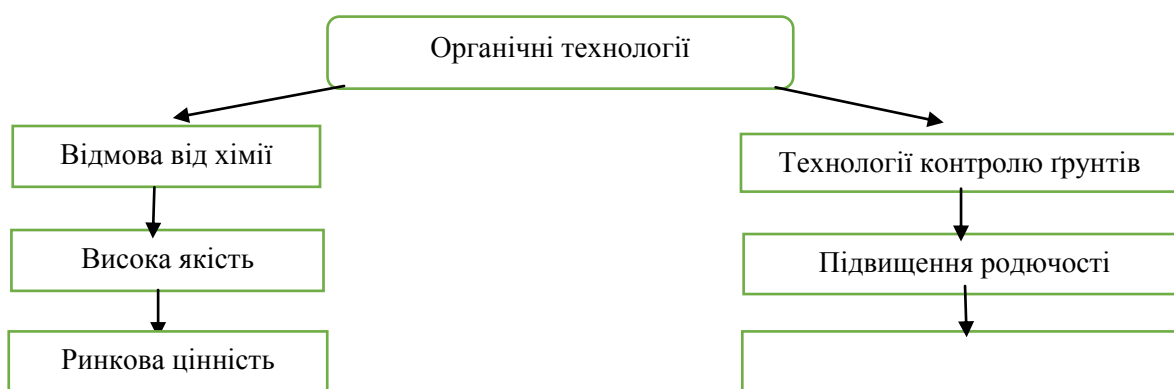 Органічні технології
Відмова від хімії
Технології контролю ґрунтів
Висока якість
Підвищення родючості
Ринкова цінність